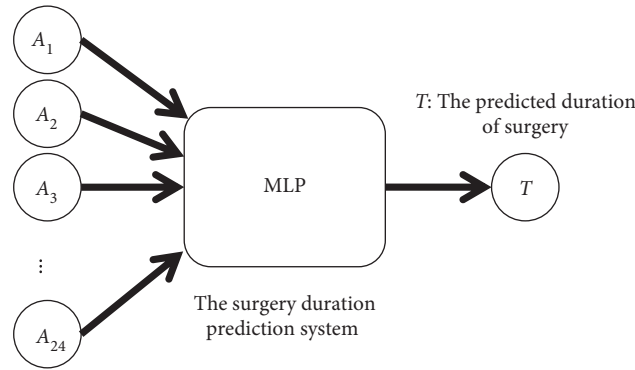 A1
A2
A3
...
A24
MLP
The surgery duration
prediction system
T: The predicted duration
of surgery
T